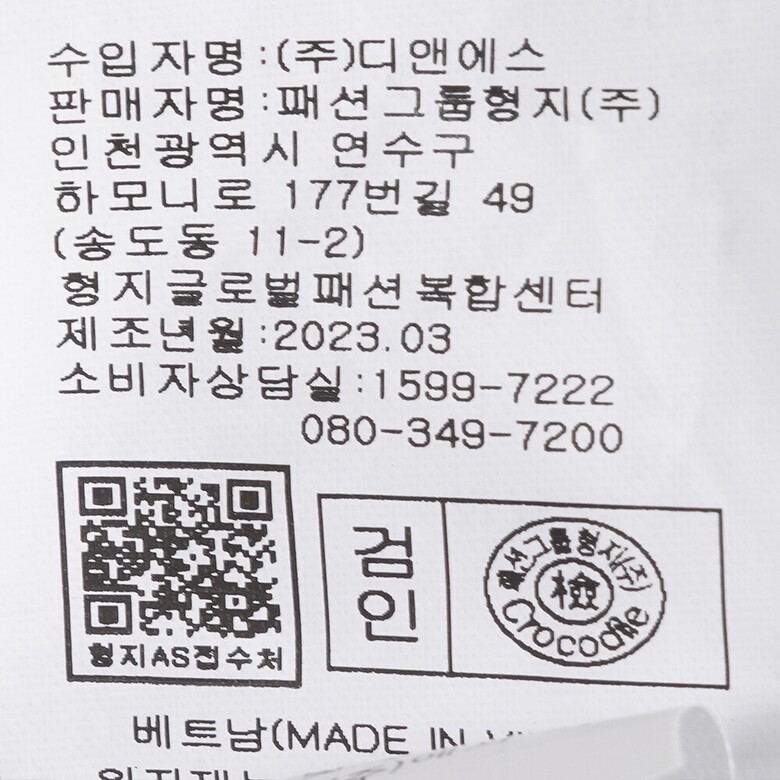 수입자명:(주)디앤에스
판매자명:패션그룹형지(주)
인천광역시 연수구
하모니로 177번길 49
(송도동 11-2)
형지글로벌패션복합센터
제조년월:2023.03
소비자상담실:1599-7222
080-349-7200
형지AS접수처
검인
패션그룹형지(주)
檢
Crocodile
베트남(MADE IN